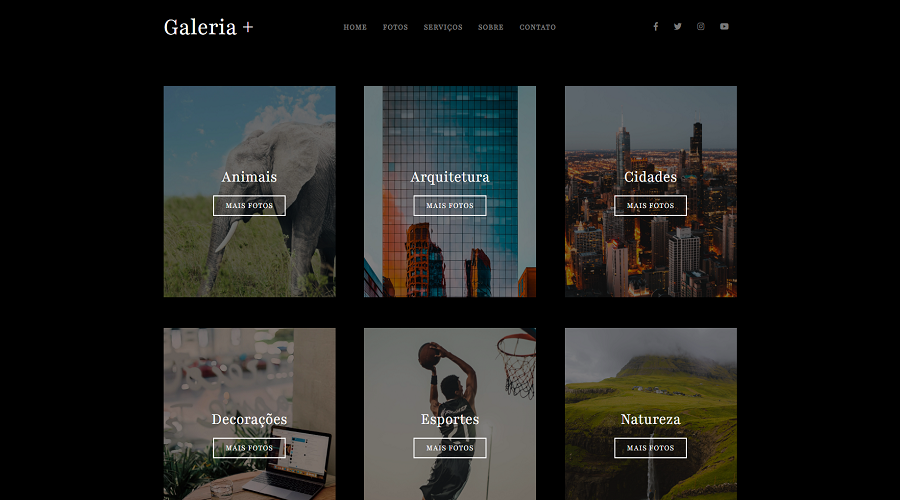 Galeria +
HOME FOTOS SERVIÇOS SOBRE CONTATO
Animais
MAIS FOTOS
Arquitetura
MAIS FOTOS
Cidades
MAIS FOTOS
Decorações
MAIS FOTOS
Esportes
MAIS FOTOS
Natureza
MAIS FOTOS